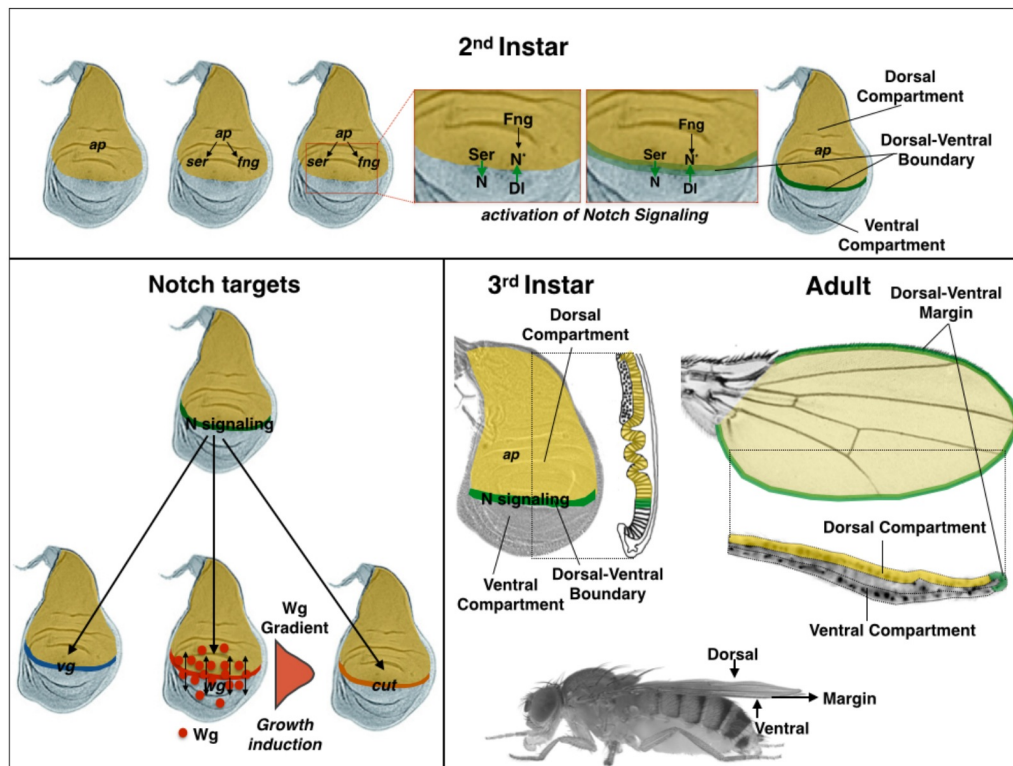 2nd Instar
ap
ap
ser
fng
ap
ser
fng
Fng
Ser
N*
N
Dl
Fng
Ser
N*
N
Dl
activation of Notch Signaling
ap
Dorsal
Compartment
Dorsal-Ventral
Boundary
Ventral
Compartment
Notch targets
N signaling
vg
wg
Wg
Wg
Gradient
Growth
induction
cut
3rd Instar
Dorsal
Compartment
ap
N signaling
Ventral
Compartment
Dorsal-Ventral
Boundary
Adult
Dorsal-Ventral
Margin
Dorsal Compartment
Ventral Compartment
Dorsal
Margin
Ventral